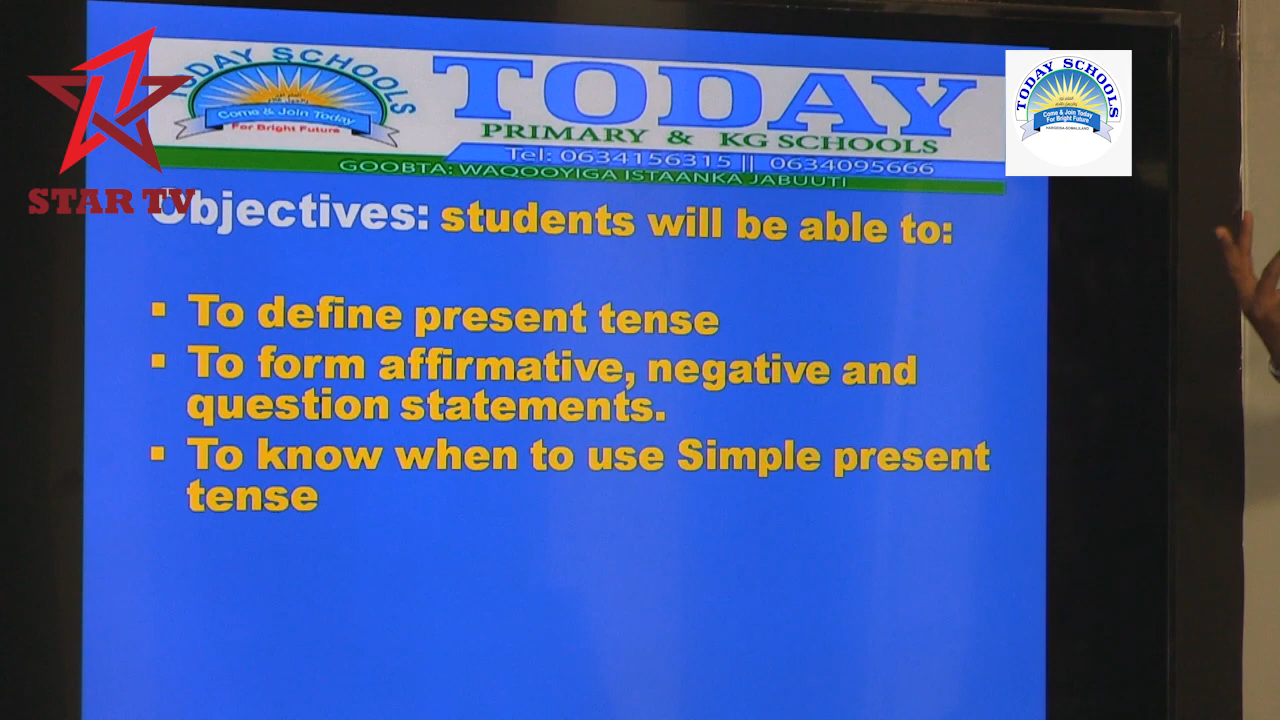 TODAY SCHOOLS
Come & Join Today
For Bright Future
TODAY
PRIMARY & KG SCHOOLS
Tel: 0634156315 || 0634095666
GOOBTA: WAQOOYIGA ISTAANKA JABUUTI
STAR TV
TODAY SCHOOLS
Come & Join Today
For Bright Future
HARGEISA-SOMALILAND
Objectives: students will be able to:
▪ To define present tense
▪ To form affirmative, negative and
question statements.
▪ To know when to use Simple present
tense